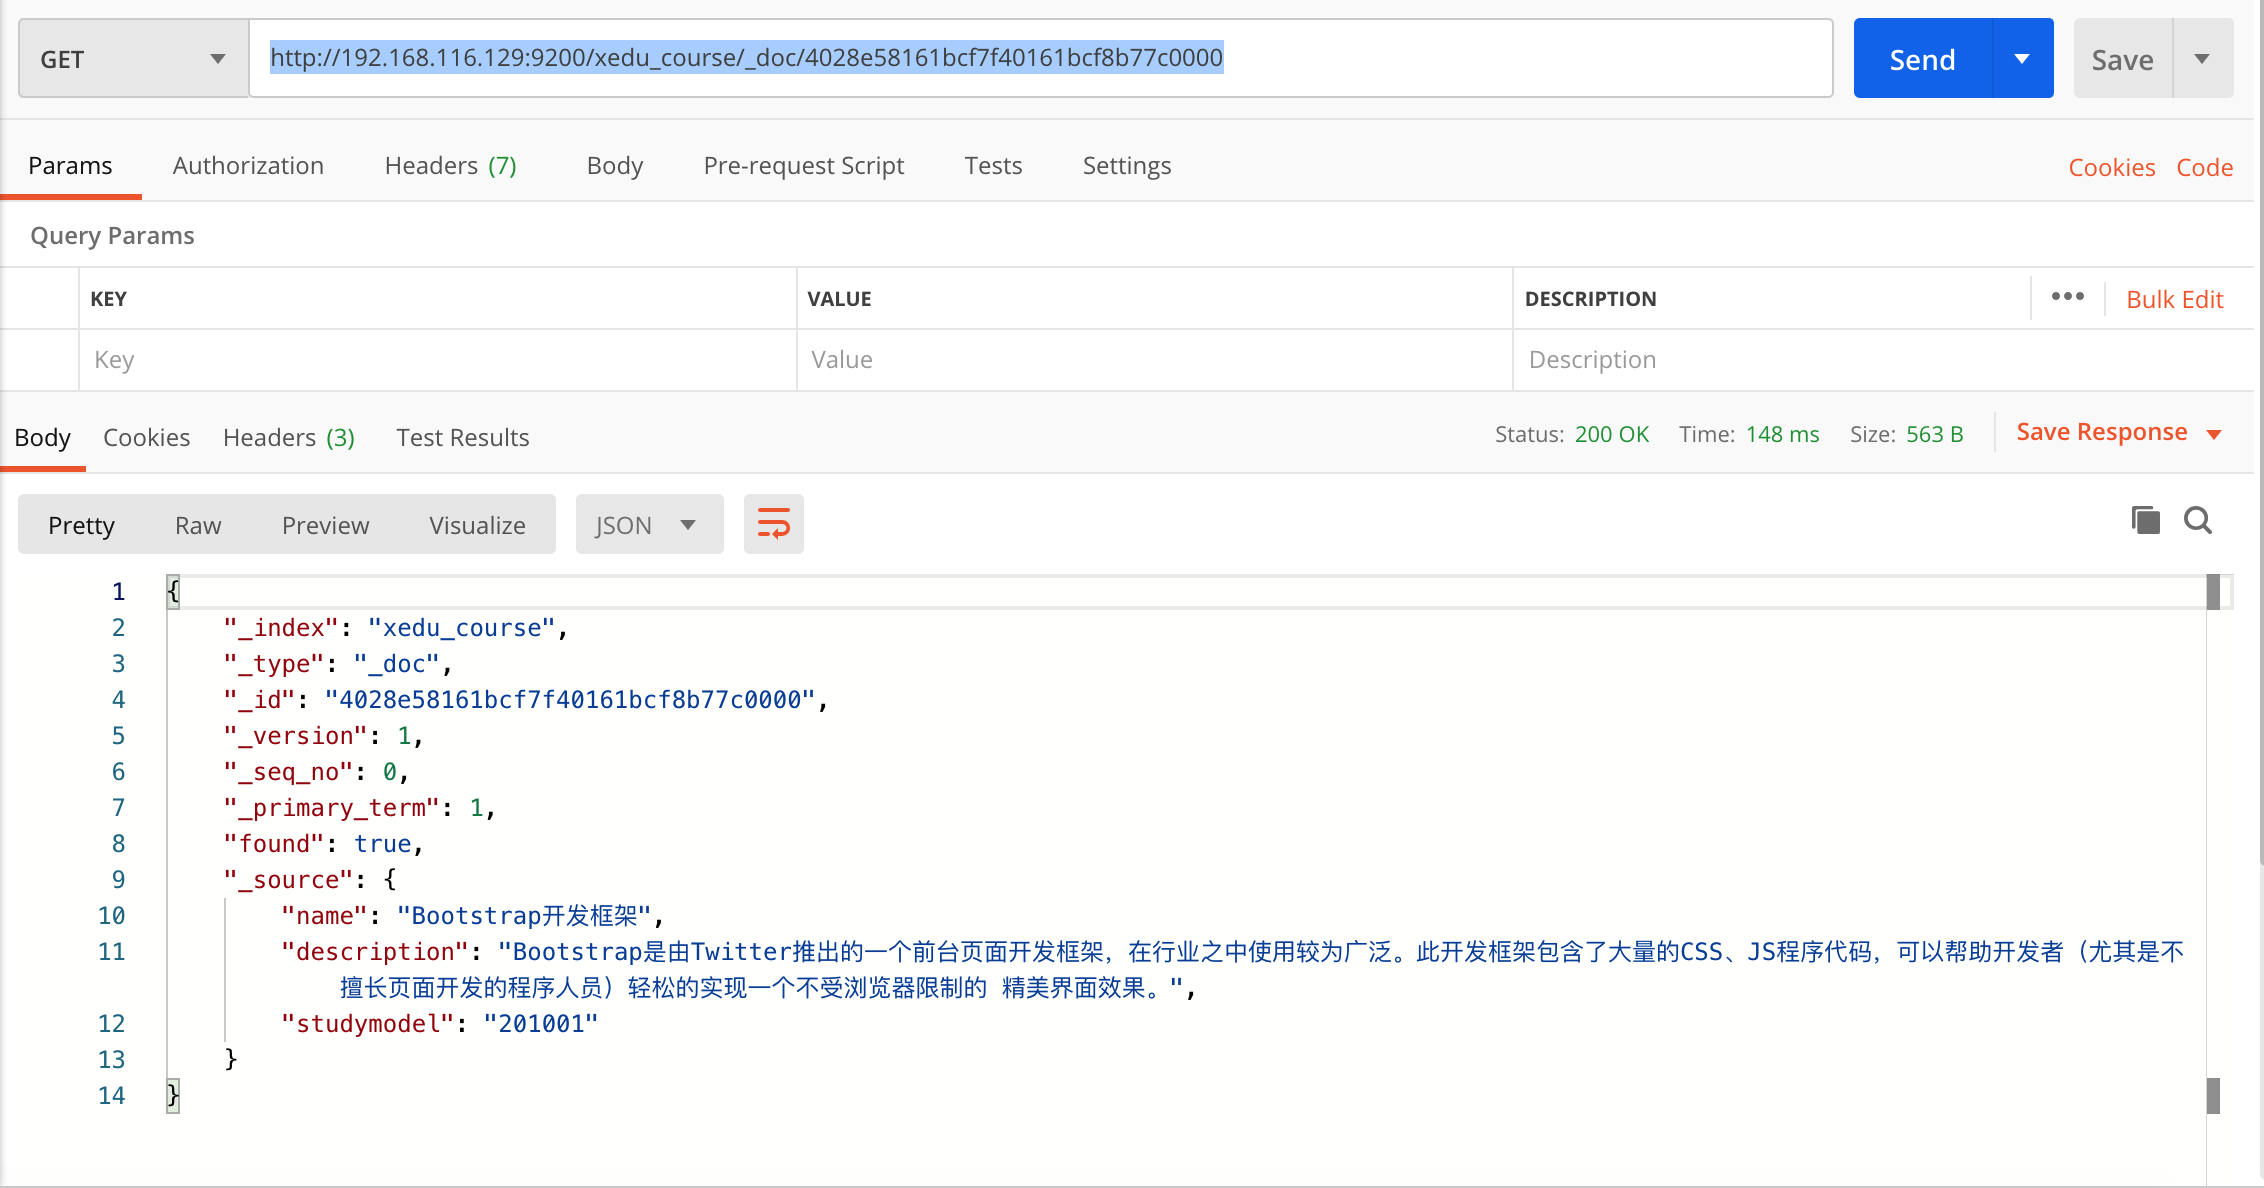 GET
http://192.168.116.129:9200/xedu_course/_doc/4028e58161bcf7f40161bcf8b77c0000
Send
Save
Params
Authorization
Headers (7)
Body
Pre-request Script
Tests
Settings
Cookies
Code
Query Params
KEY
VALUE
DESCRIPTION
Bulk Edit
Key
Value
Description
Body
Cookies
Headers (3)
Test Results
Status: 200 OK
Time: 148 ms
Size: 563 B
Save Response
Pretty
Raw
Preview
Visualize
JSON
1 {
2 "_index": "xedu_course",
3 "_type": "_doc",
4 "_id": "4028e58161bcf7f40161bcf8b77c0000",
5 "_version": 1,
6 "_seq_no": 0,
7 "_primary_term": 1,
8 "found": true,
9 "_source": {
10 "name": "Bootstrap开发框架",
11 "description": "Bootstrap是由Twitter推出的一个前台页面开发框架，在行业之中使用较为广泛。此开发框架包含了大量的CSS、JS程序代码，可以帮助开发者（尤其是不
擅长页面开发的程序人员）轻松的实现一个不受浏览器限制的 精美界面效果。",
12 "studymodel": "201001"
13 }
14 }